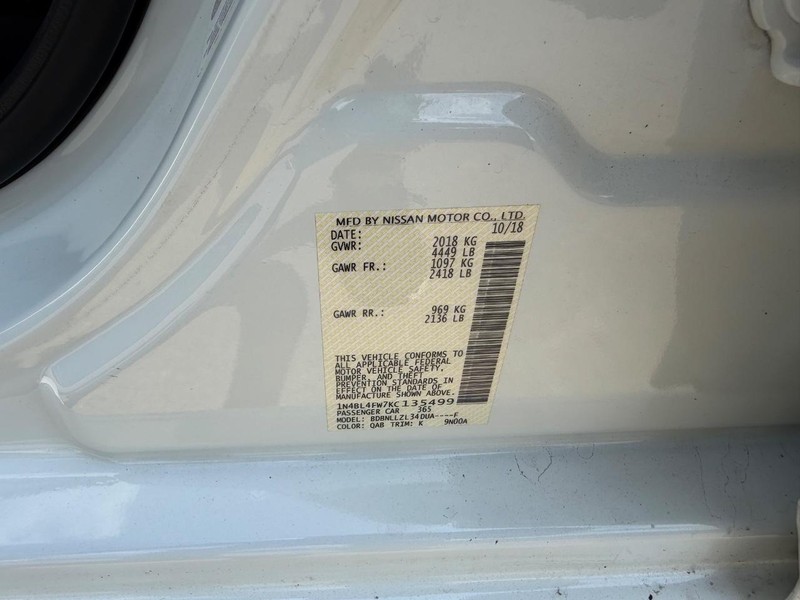 MFD BY NISSAN MOTOR CO., LTD.
DATE: 10/18
GVWR: 2018 KG
4449 LB
GAWR FR.: 1097 KG
2418 LB
GAWR RR.: 969 KG
2136 LB
THIS VEHICLE CONFORMS TO
ALL APPLICABLE FEDERAL
MOTOR VEHICLE SAFETY,
BUMPER, AND THEFT
PREVENTION STANDARDS IN
EFFECT ON THE DATE OF
MANUFACTURE SHOWN ABOVE.
1N4BL4FW7KC135499
PASSENGER CAR 365
MODEL: BDBNLLZL34DUA----F
COLOR: QAB TRIM: K 9N00A